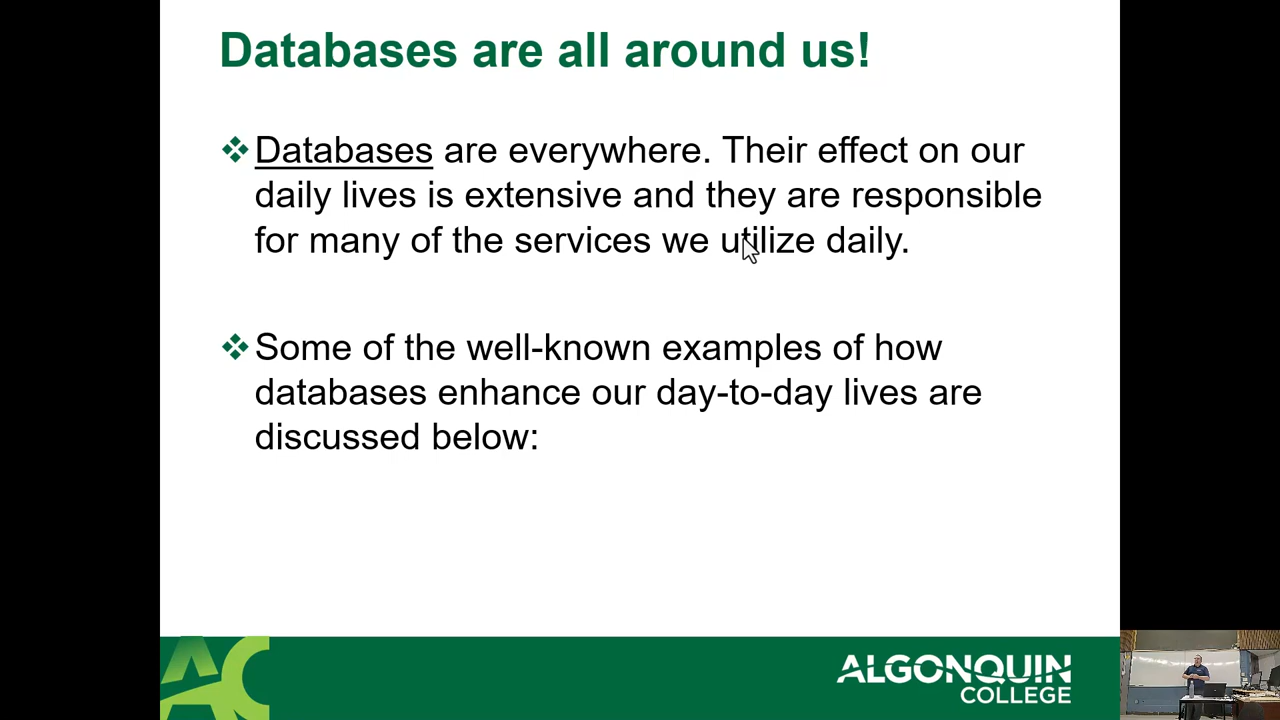 Databases are all around us!
Databases are everywhere. Their effect on our
daily lives is extensive and they are responsible
for many of the services we utilize daily.
Some of the well-known examples of how
databases enhance our day-to-day lives are
discussed below:
AC
ALGONQUIN
COLLEGE